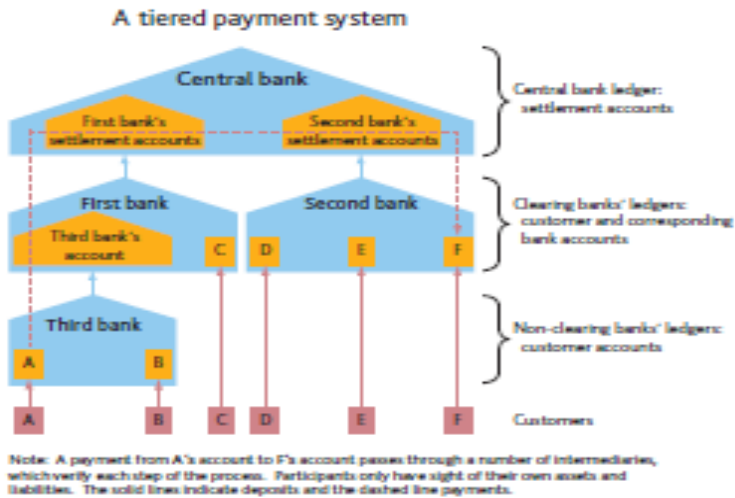 A tiered payment system
Central bank
First bank's
settlement accounts
Second bank's
settlement accounts
Central bank ledger:
settlement accounts
First bank
Third bank's
account
C
Second bank
D
E
F
Clearing banks' ledgers:
customer and corresponding
bank accounts
Third bank
A
B
Non-clearing banks' ledgers:
customer accounts
A
B
C
D
E
F
Customers
Note: A payment from A's account to F's account passes through a number of intermediaries,
which verify each step of the process. Participants only have sight of their own assets and
liabilities. The solid lines indicate deposits and the dashed line payments.